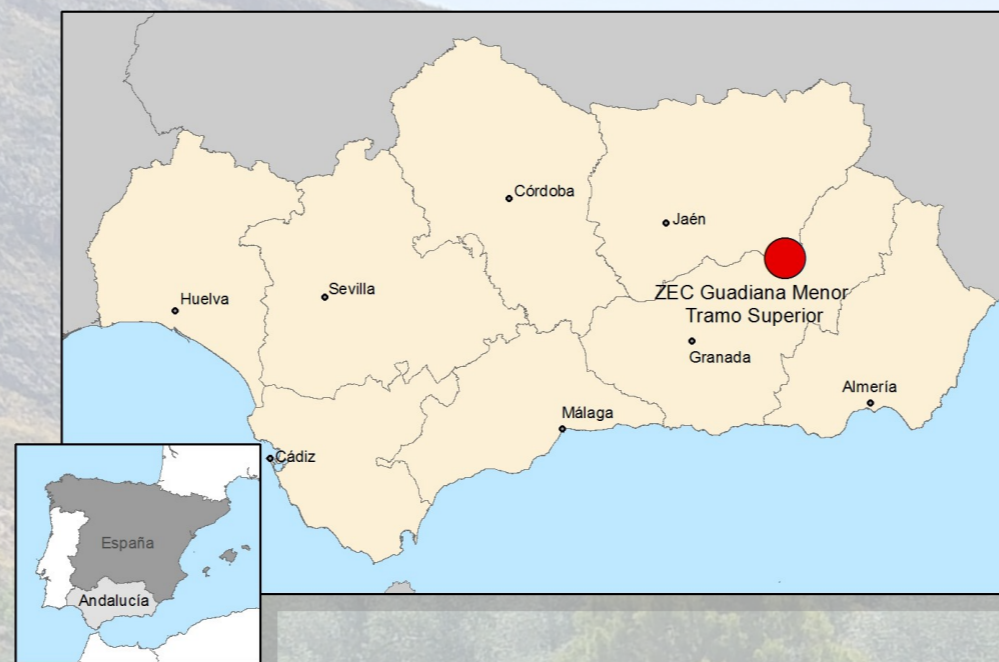 Córdoba
Jaén
Sevilla
Huelva
ZEC Guadiana Menor
Tramo Superior
Granada
Almería
Málaga
Cádiz
España
Andalucía